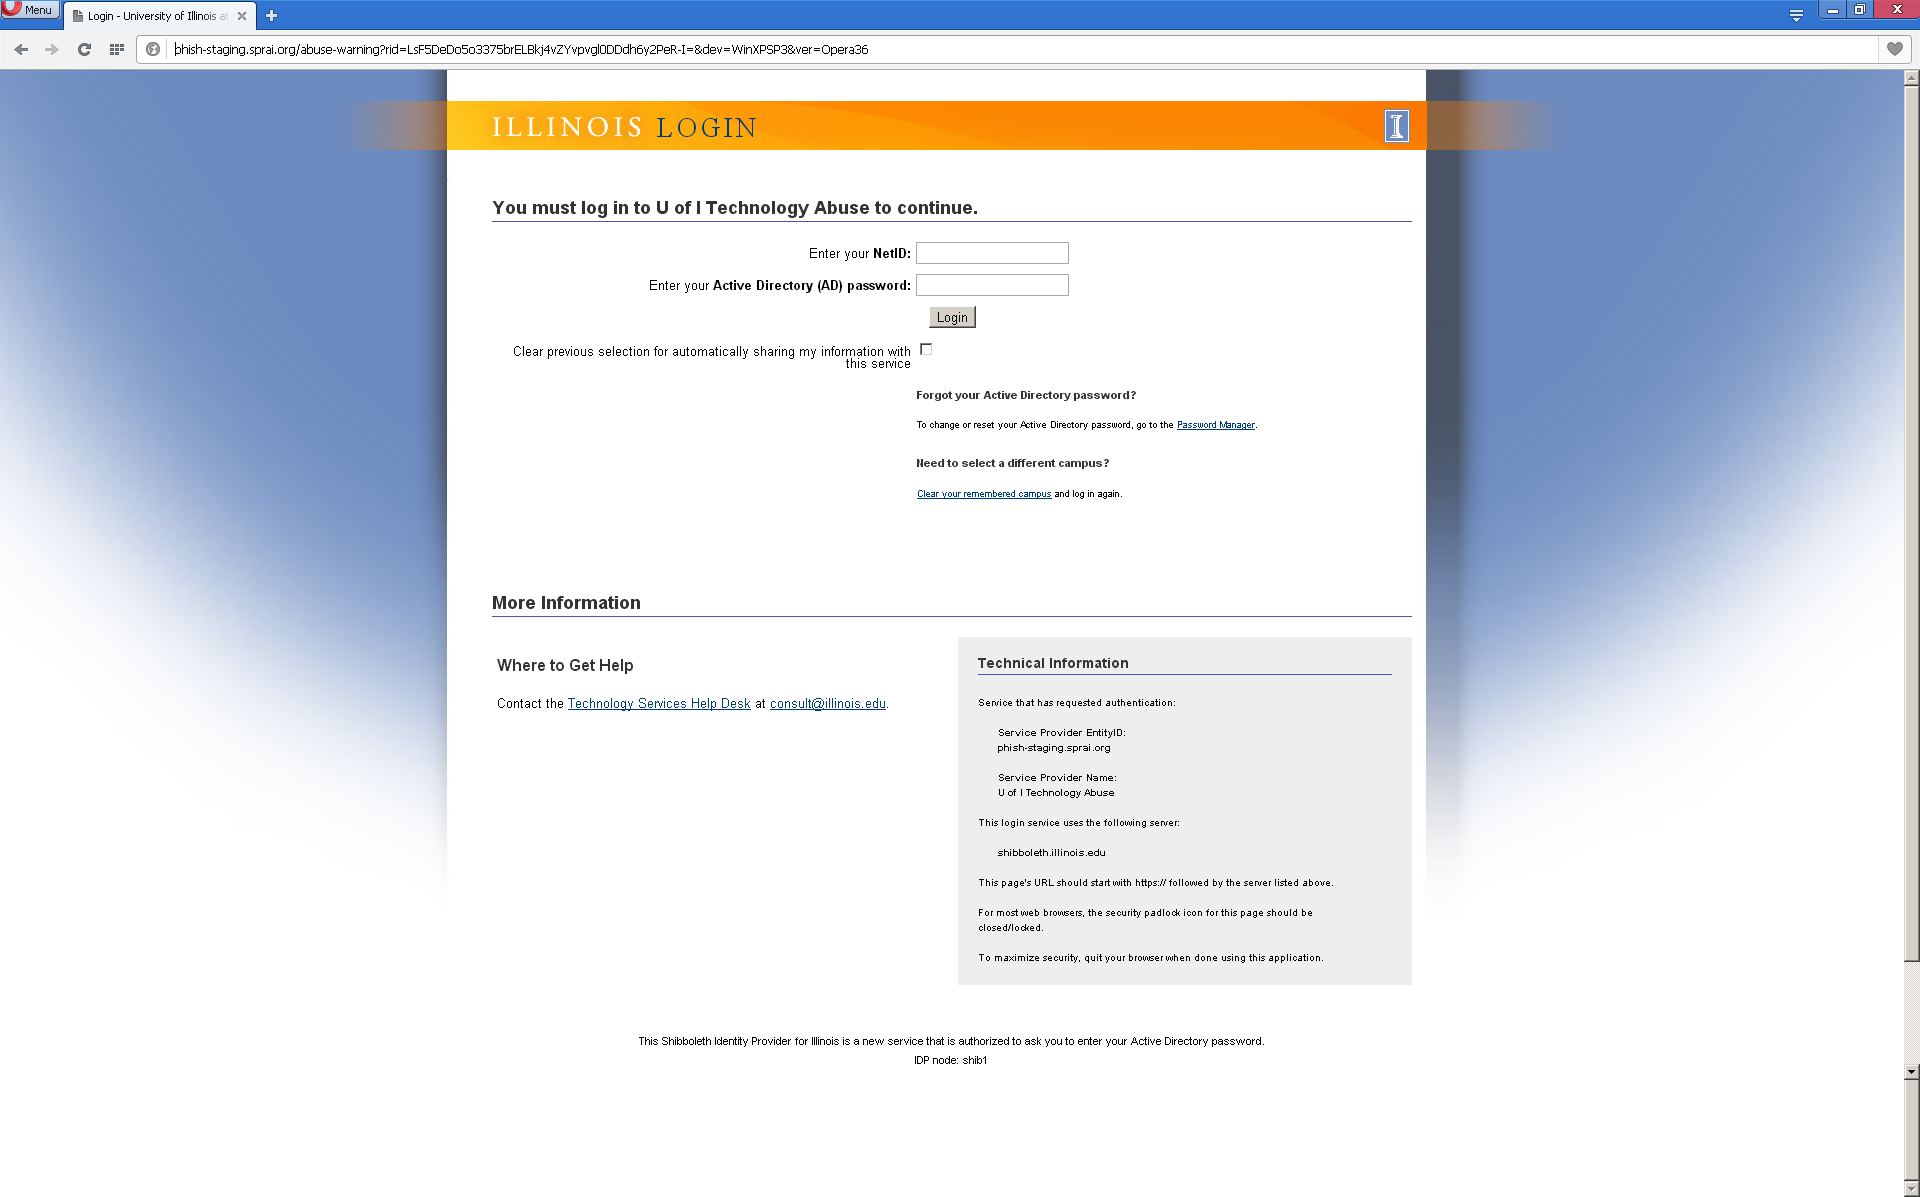 Menu
Login - University of Illinois at
phish-staging.sprai.org/abuse-warning?rid=LsF5DeDo5o3375brELBkj4vZYvpvgl0DDdh6y2PeR-I=&dev=WinXPSP3&ver=Opera36
ILLINOIS LOGIN
I
You must log in to U of I Technology Abuse to continue.
Enter your NetID:
Enter your Active Directory (AD) password:
Login
Clear previous selection for automatically sharing my information with
this service
Forgot your Active Directory password?
To change or reset your Active Directory password, go to the Password Manager.
Need to select a different campus?
Clear your remembered campus and log in again.
More Information
Where to Get Help
Contact the Technology Services Help Desk at consult@illinois.edu.
Technical Information
Service that has requested authentication:
Service Provider EntityID:
phish-staging.sprai.org
Service Provider Name:
U of I Technology Abuse
This login service uses the following server:
shibboleth.illinois.edu
This page's URL should start with https:// followed by the server listed above.
For most web browsers, the security padlock icon for this page should be
closed/locked.
To maximize security, quit your browser when done using this application.
This Shibboleth Identity Provider for Illinois is a new service that is authorized to ask you to enter your Active Directory password.
IDP node: shib1